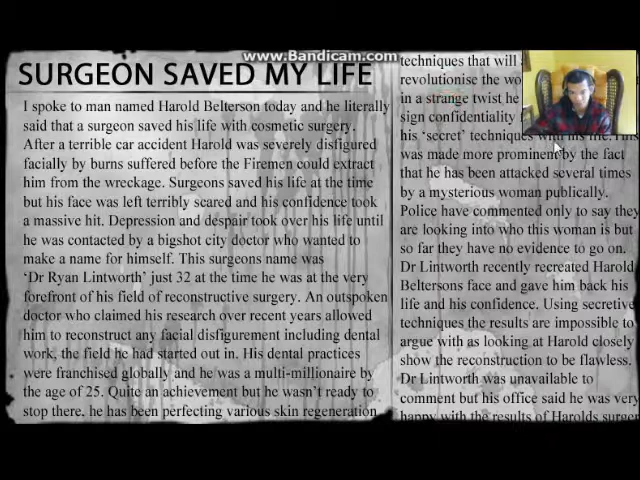 www.Bandicam.com
SURGEON SAVED MY LIFE
I spoke to man named Harold Belterson today and he literally
said that a surgeon saved his life with cosmetic surgery.
After a terrible car accident Harold was severely disfigured
facially by burns suffered before the Firemen could extract
him from the wreckage. Surgeons saved his life at the time
but his face was left terribly scared and his confidence took
a massive hit. Depression and despair took over his life until
he was contacted by a bigshot city doctor who wanted to
make a name for himself. This surgeons name was
‘Dr Ryan Lintworth’ just 32 at the time he was at the very
forefront of his field of reconstructive surgery. An outspoken
doctor who claimed his research over recent years allowed
him to reconstruct any facial disfigurement including dental
work, the field he had started out in. His dental practices
were franchised globally and he was a multi-millionaire by
the age of 25. Quite an achievement but he wasn't ready to
stop there, he has been perfecting various skin regeneration
techniques that will
revolutionise the
in a strange twist he
sign confidentiality
his ‘secret’ techniques with his life. This
was made more prominent by the fact
that he has been attacked several times
by a mysterious woman publically.
Police have commented only to say they
are looking into who this woman is but
so far they have no evidence to go on.
Dr Lintworth recently recreated Harold
Beltersons face and gave him back his
life and his confidence. Using secretive
techniques the results are impossible to
argue with as looking at Harold closely
show the reconstruction to be flawless.
Dr Lintworth was unavailable to
comment but his office said he was very
happy with the results of Harolds